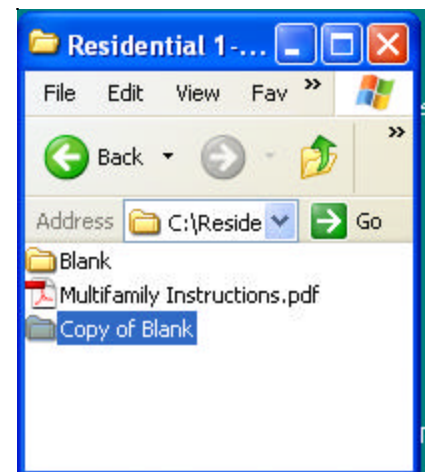 Residential 1-...
File Edit View Fav »
Back »
Address C:\Reside Go
Blank
Multifamily Instructions.pdf
Copy of Blank